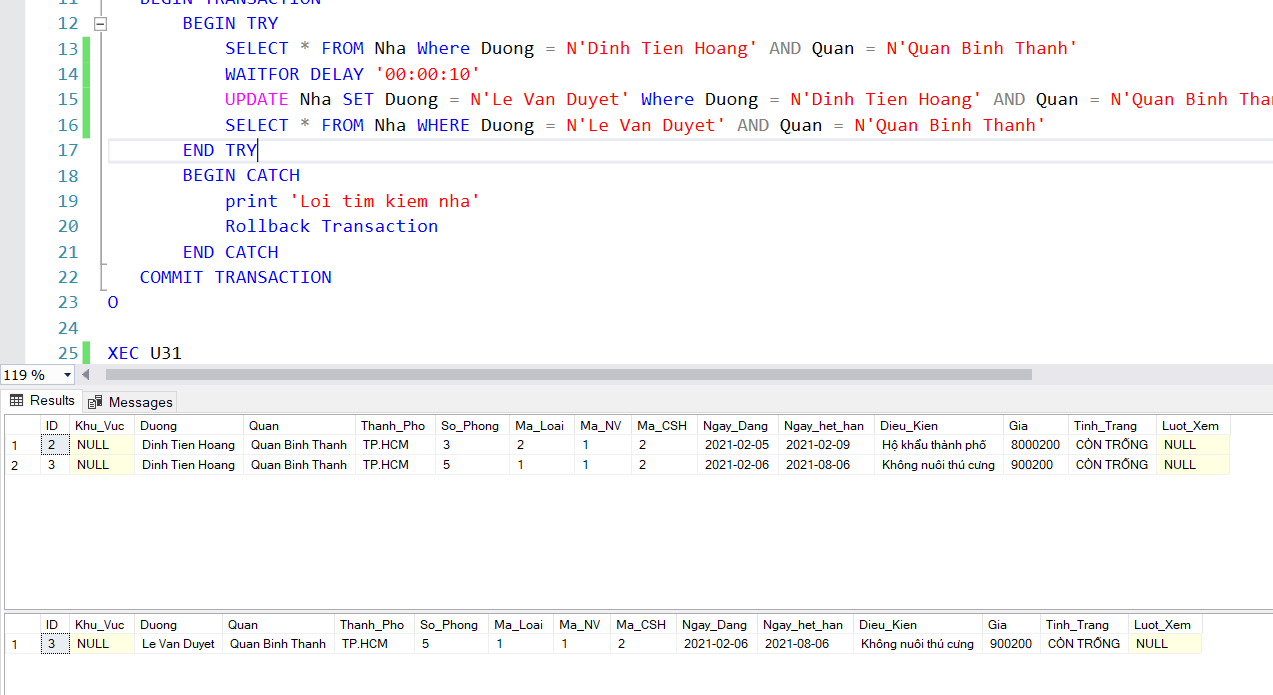 11 BEGIN TRANSACTION
12 BEGIN TRY
13 SELECT * FROM Nha Where Duong = N'Dinh Tien Hoang' AND Quan = N'Quan Binh Thanh'
14 WAITFOR DELAY '00:00:10'
15 UPDATE Nha SET Duong = N'Le Van Duyet' Where Duong = N'Dinh Tien Hoang' AND Quan = N'Quan Binh Tha
16 SELECT * FROM Nha WHERE Duong = N'Le Van Duyet' AND Quan = N'Quan Binh Thanh'
17 END TRY
18 BEGIN CATCH
19 print 'Loi tim kiem nha'
20 Rollback Transaction
21 END CATCH
22 COMMIT TRANSACTION
23 O
24
25 XEC U31
119 %
Results Messages
ID Khu_Vuc Duong Quan Thanh_Pho So_Phong Ma_Loai Ma_NV Ma_CSH Ngay_Dang Ngay_het_han Dieu_Kien Gia Tinh_Trang Luot_Xem
1 2 NULL Dinh Tien Hoang Quan Binh Thanh TP.HCM 3 2 1 2 2021-02-05 2021-02-09 Hộ khẩu thành phố 8000200 CÒN TRỐNG NULL
2 3 NULL Dinh Tien Hoang Quan Binh Thanh TP.HCM 5 1 1 2 2021-02-06 2021-08-06 Không nuôi thú cưng 900200 CÒN TRỐNG NULL
ID Khu_Vuc Duong Quan Thanh_Pho So_Phong Ma_Loai Ma_NV Ma_CSH Ngay_Dang Ngay_het_han Dieu_Kien Gia Tinh_Trang Luot_Xem
1 3 NULL Le Van Duyet Quan Binh Thanh TP.HCM 5 1 1 2 2021-02-06 2021-08-06 Không nuôi thú cưng 900200 CÒN TRỐNG NULL